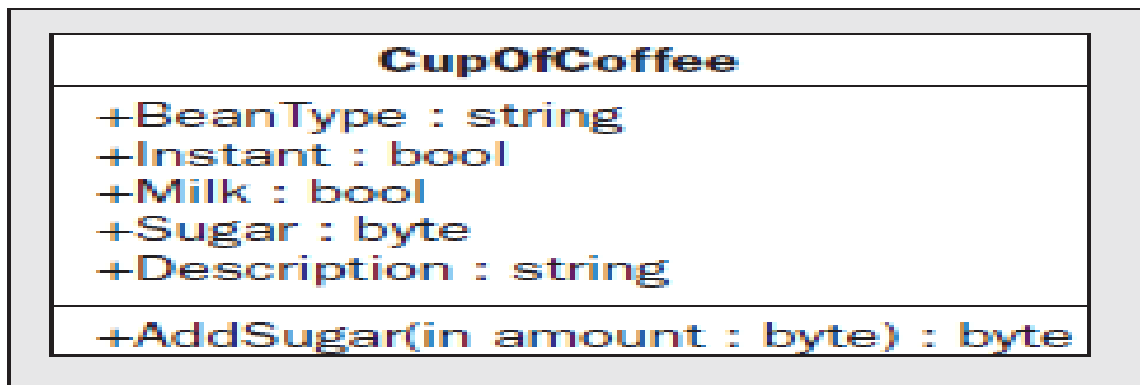 CupOfCoffee
+BeanType : string
+Instant : bool
+Milk : bool
+Sugar : byte
+Description : string
+AddSugar(in amount : byte) : byte